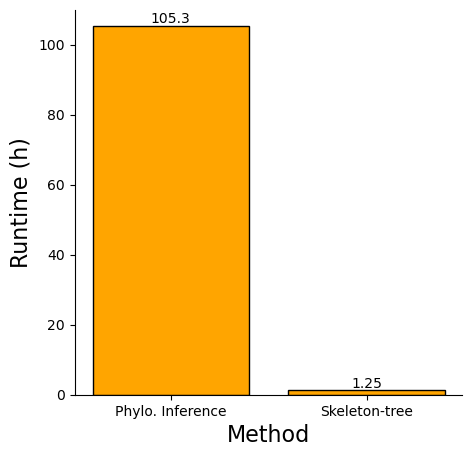 105.3
100
80
60
40
20
0
Runtime (h)
1.25
Phylo. Inference
Skeleton-tree
Method